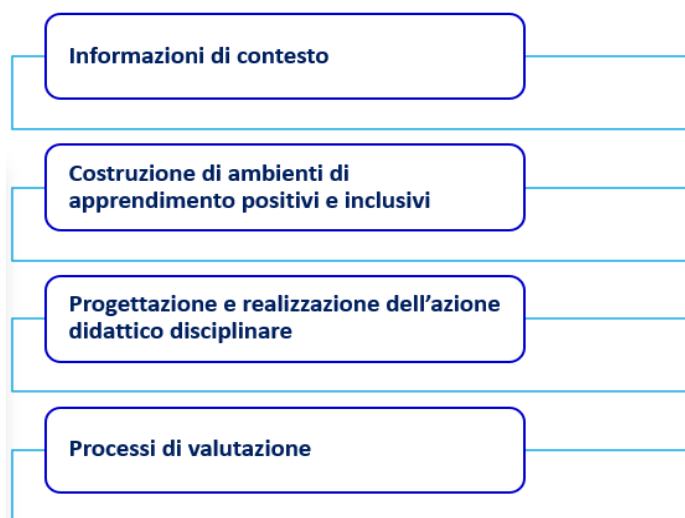 Informazioni di contesto
Costruzione di ambienti di
apprendimento positivi e inclusivi
Progettazione e realizzazione dell’azione
didattico disciplinare
Processi di valutazione